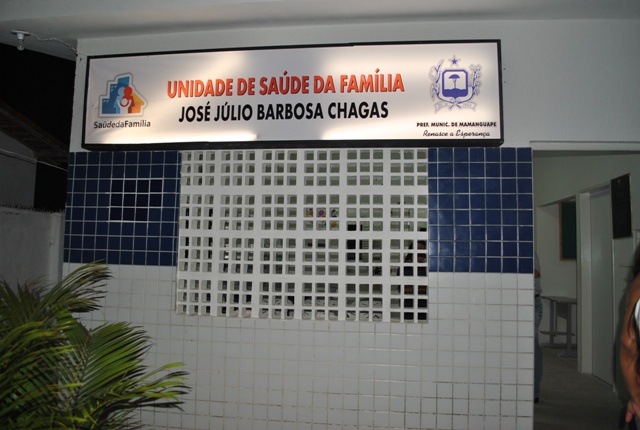 UNIDADE DE SAÚDE DA FAMÍLIA
JOSÉ JÚLIO BARBOSA CHAGAS
SaúdedaFamília
PREF. MUNIC. DE MAMANGUAPE
Renasce a Esperança